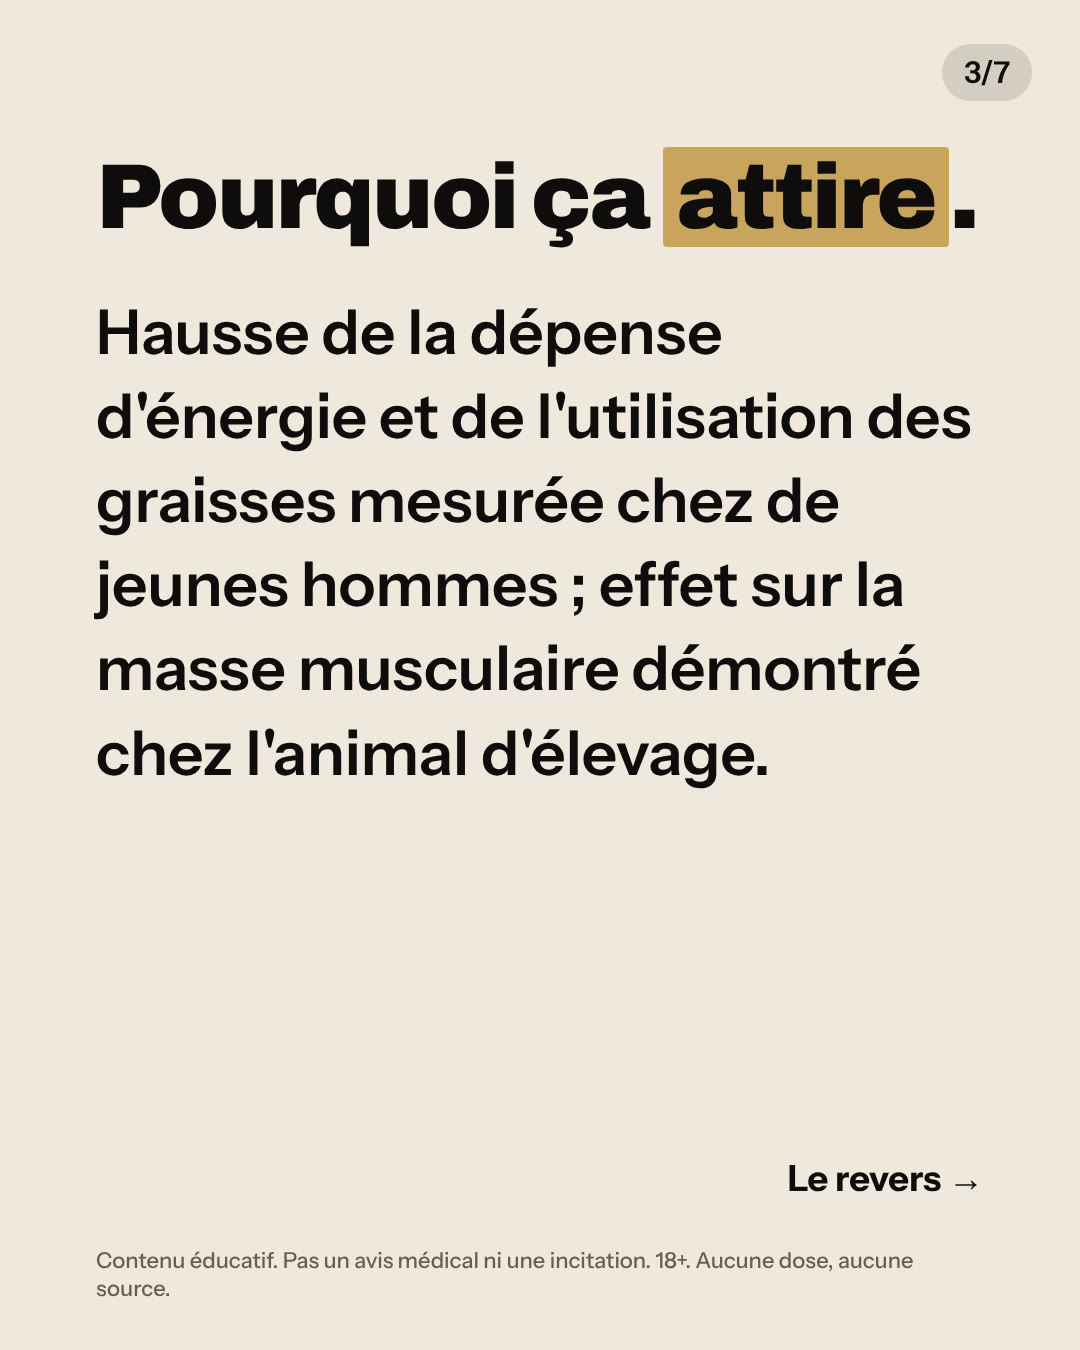 3/7
Pourquoi ça attire.
Hausse de la dépense
d'énergie et de l'utilisation des
graisses mesurée chez de
jeunes hommes ; effet sur la
masse musculaire démontré
chez l'animal d'élevage.
Le revers →
Contenu éducatif. Pas un avis médical ni une incitation. 18+. Aucune dose, aucune
source.